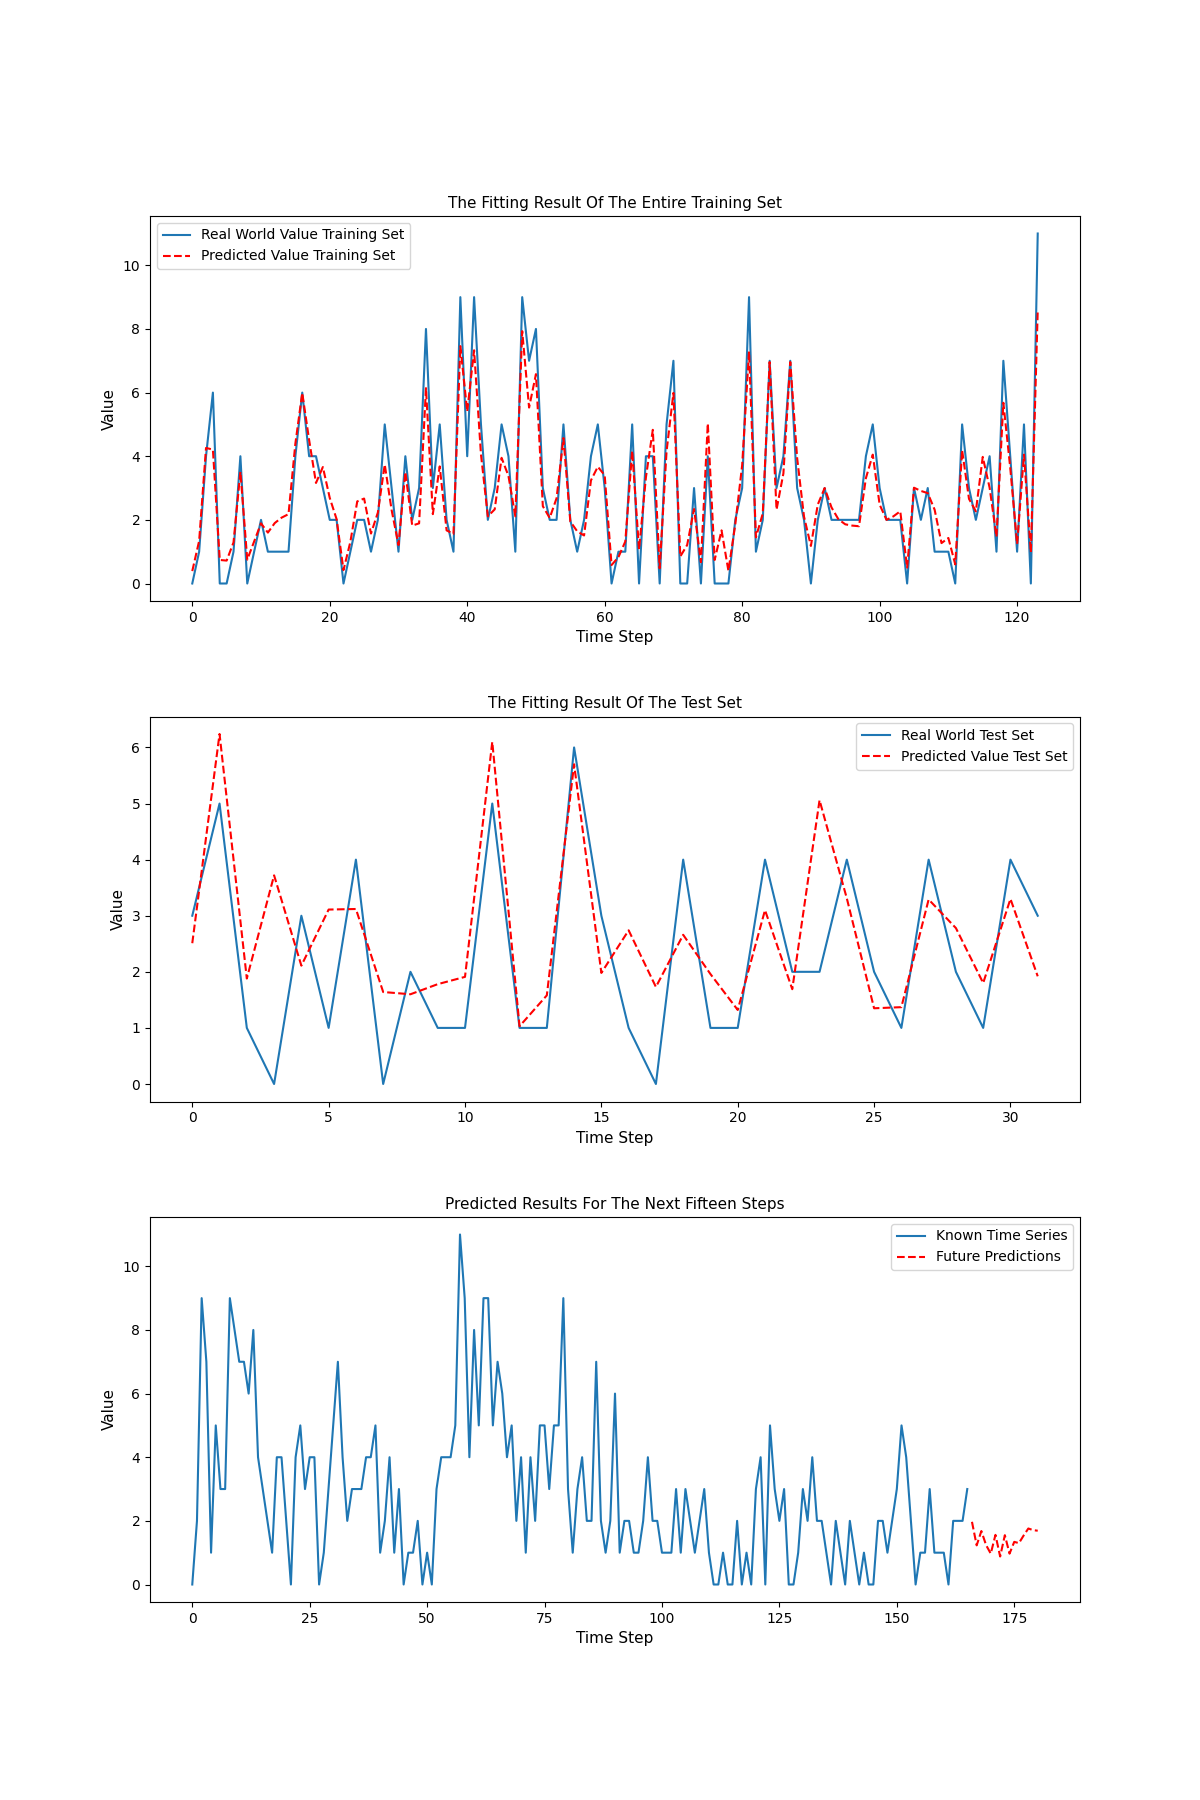 The Fitting Result Of The Entire Training Set
Real World Value Training Set
Predicted Value Training Set
10
8
6
4
2
0
Value
0 20 40 60 80 100 120
Time Step
The Fitting Result Of The Test Set
Real World Test Set
Predicted Value Test Set
6
5
4
3
2
1
0
Value
0 5 10 15 20 25 30
Time Step
Predicted Results For The Next Fifteen Steps
Known Time Series
Future Predictions
10
8
6
4
2
0
Value
0 25 50 75 100 125 150 175
Time Step